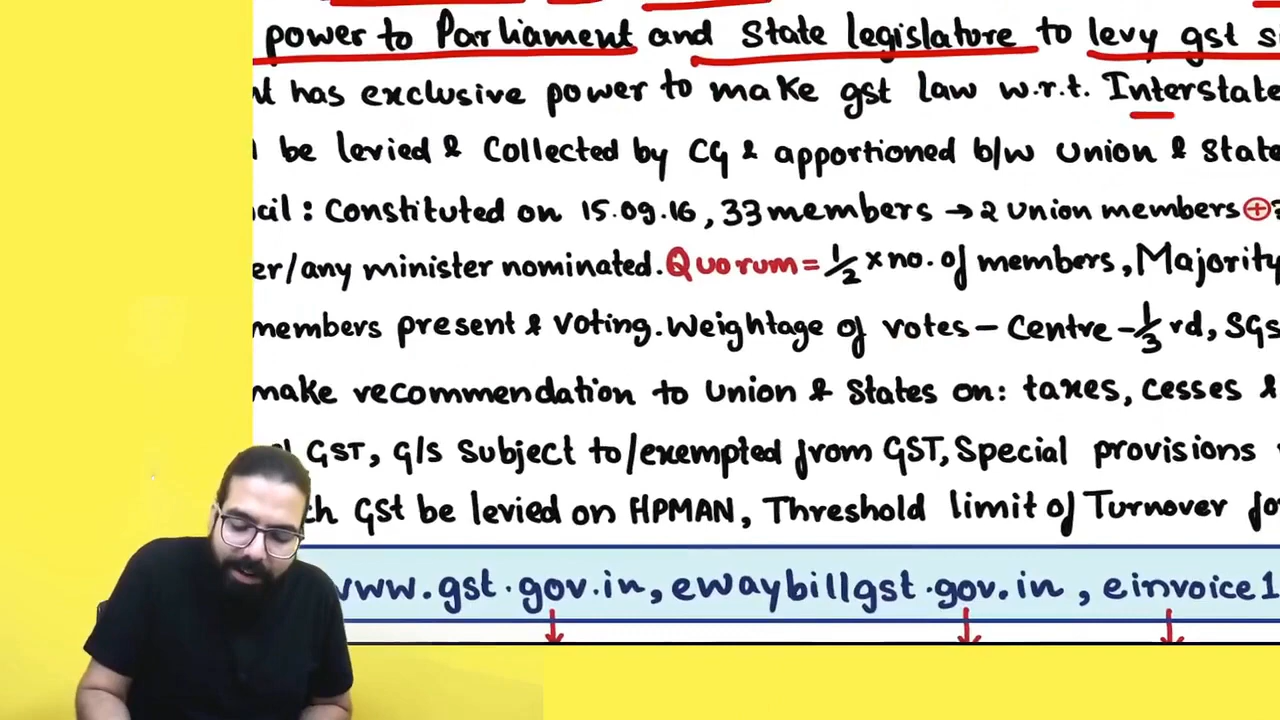 power to Parliament and State legislature to levy gst s
has exclusive power to make gst law w.r.t. Interstate
be levied & Collected by CG & apportioned b/w Union & State
cil : Constituted on 15.09.16, 33 members → 2 Union members ⊕
er/any minister nominated. Quorum = 1/2 x no. of members, Majority
members present & Voting. Weightage of votes - Centre - 1/3 rd, SGs
make recommendation to Union & States on: taxes, cesses &
GST, G/s Subject to/exempted from GST, Special provisions
ch Gst be levied on HPMAN, Threshold limit of Turnover fo
www.gst.gov.in, ewaybillgst.gov.in , einvoice1